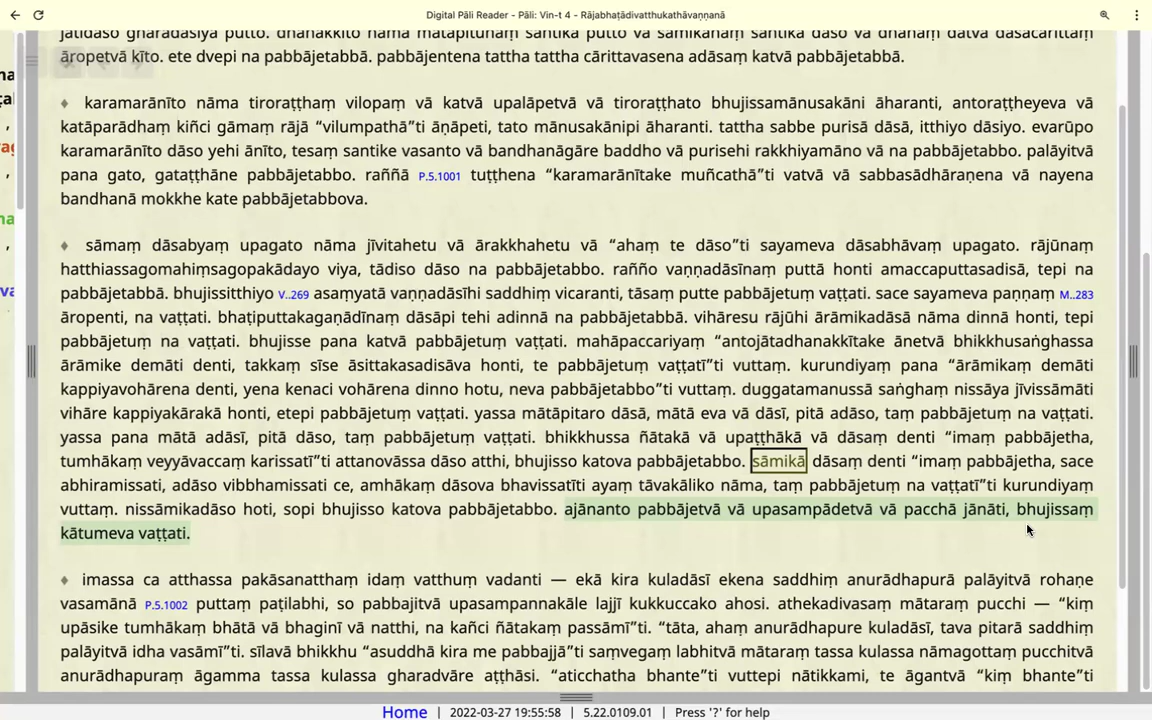 Digital Pāli Reader - Pāli: Vin-t 4 - Rājabhaṭādivatthukathāvaṇṇanā
jātidāso gharadāsiyā putto. dhanakkīto nāma mātāpitūnaṃ santikā putto vā sāmikānaṃ santikā dāso vā dhanaṃ datvā dāsacārittaṃ
āropetvā kīto. ete dvepi na pabbājetabbā. pabbājentena tattha tattha cārittavasena adāsaṃ katvā pabbājetabbā.
♦ karamarānīto nāma tiroraṭṭhaṃ vilopaṃ vā katvā upalāpetvā vā tiroraṭṭhato bhujissamānusakāni āharanti, antoraṭṭheyeva vā
katāparādhaṃ kiñci gāmaṃ rājā “vilumpathā”ti āṇāpeti, tato mānusakānipi āharanti. tattha sabbe purisā dāsā, itthiyo dāsiyo. evarūpo
karamarānīto dāso yehi ānīto, tesaṃ santike vasanto vā bandhanāgāre baddho vā purisehi rakkhiyamāno vā na pabbājetabbo. palāyitvā
pana gato, gataṭṭhāne pabbājetabbo. raññā P.5.1001 tuṭṭhena “karamarānītake muñcathā”ti vatvā vā sabbasādhāraṇena vā nayena
bandhanā mokkhe kate pabbājetabbova.
♦ sāmaṃ dāsabyaṃ upagato nāma jīvitahetu vā ārakkhahetu vā “ahaṃ te dāso”ti sayameva dāsabhāvaṃ upagato. rājūnaṃ
hatthiassagomahiṃsagopakādayo viya, tādiso dāso na pabbājetabbo. rañño vaṇṇadāsīnaṃ puttā honti amaccaputtasadisā, tepi na
pabbājetabbā. bhujissitthiyo V..269 asaṃyatā vaṇṇadāsīhi saddhiṃ vicaranti, tāsaṃ putte pabbājetuṃ vaṭṭati. sace sayameva paṇṇaṃ M..283
āropenti, na vaṭṭati. bhaṭiputtakagaṇādīnaṃ dāsāpi tehi adinnā na pabbājetabbā. vihāresu rājūhi ārāmikadāsā nāma dinnā honti, tepi
pabbājetuṃ na vaṭṭati. bhujisse pana katvā pabbājetuṃ vaṭṭati. mahāpaccariyaṃ “antojātadhanakkītake ānetvā bhikkhusaṅghassa
ārāmike demāti denti, takkaṃ sīse āsittakasadisāva honti, te pabbājetuṃ vaṭṭatī”ti vuttaṃ. kurundiyaṃ pana “ārāmikaṃ demāti
kappiyavohārena denti, yena kenaci vohārena dinno hotu, neva pabbājetabbo”ti vuttaṃ. duggatamanussā saṅghaṃ nissāya jīvissāmāti
vihāre kappiyakārakā honti, etepi pabbājetuṃ vaṭṭati. yassa mātāpitaro dāsā, mātā eva vā dāsī, pitā adāso, taṃ pabbājetuṃ na vaṭṭati.
yassa pana mātā adāsī, pitā dāso, taṃ pabbājetuṃ vaṭṭati. bhikkhussa ñātakā vā upaṭṭhākā vā dāsaṃ denti “imaṃ pabbājetha,
tumhākaṃ veyyāvaccaṃ karissatī”ti attanovāssa dāso atthi, bhujisso katova pabbājetabbo. sāmikā dāsaṃ denti “imaṃ pabbājetha, sace
abhiramissati, adāso vibbhamissati ce, amhākaṃ dāsova bhavissatīti ayaṃ tāvakāliko nāma, taṃ pabbājetuṃ na vaṭṭatī”ti kurundiyaṃ
vuttaṃ. nissāmikadāso hoti, sopi bhujisso katova pabbājetabbo. ajānanto pabbājetvā vā upasampādetvā vā pacchā jānāti, bhujissaṃ
kātumeva vaṭṭati.
♦ imassa ca atthassa pakāsanatthaṃ idaṃ vatthuṃ vadanti — ekā kira kuladāsī ekena saddhiṃ anurādhapurā palāyitvā rohaṇe
vasamānā P.5.1002 puttaṃ paṭilabhi, so pabbajitvā upasampannakāle lajjī kukkuccako ahosi. athekadivasaṃ mātaraṃ pucchi — “kiṃ
upāsike tumhākaṃ bhātā vā bhaginī vā natthi, na kañci ñātakaṃ passāmī”ti. “tāta, ahaṃ anurādhapure kuladāsī, tava pitarā saddhiṃ
palāyitvā idha vasāmī”ti. sīlavā bhikkhu “asuddhā kira me pabbajjā”ti saṃvegaṃ labhitvā mātaraṃ tassa kulassa nāmagottaṃ pucchitvā
anurādhapuraṃ āgamma tassa kulassa gharadvāre aṭṭhāsi. “aticchatha bhante”ti vuttepi nātikkami, te āgantvā “kiṃ bhante”ti
Home | 2022-03-27 19:55:58 | 5.22.0109.01 | Press '?' for help